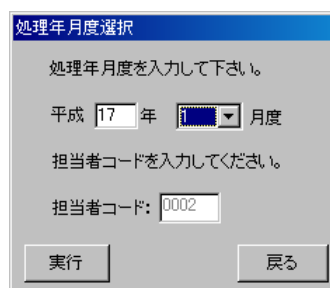 処理年月度選択
処理年月度を入力して下さい。
平成 17 年 1 月度
担当者コードを入力してください。
担当者コード: 0002
実行 戻る